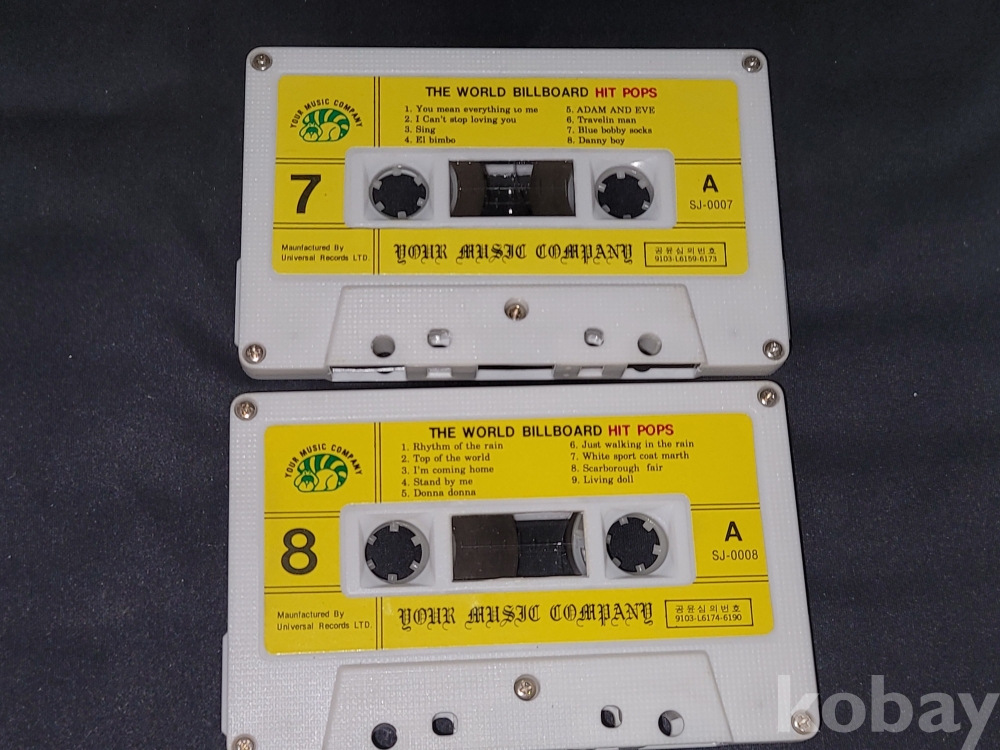 THE WORLD BILLBOARD HIT POPS
YOUR MUSIC COMPANY
1. You mean everything to me
2. I Can't stop loving you
3. Sing
4. El bimbo
5. ADAM AND EVE
6. Travelin man
7. Blue bobby socks
8. Danny boy
7
A
SJ-0007
Maunfactured By
Universal Records LTD.
YOUR MUSIC COMPANY
공윤심의번호
9103-L6159-6173
THE WORLD BILLBOARD HIT POPS
YOUR MUSIC COMPANY
1. Rhythm of the rain
2. Top of the world
3. I'm coming home
4. Stand by me
5. Donna donna
6. Just walking in the rain
7. White sport coat marth
8. Scarborough fair
9. Living doll
8
A
SJ-0008
Maunfactured By
Universal Records LTD.
YOUR MUSIC COMPANY
공윤심의번호
9103-L6174-6190
kobay